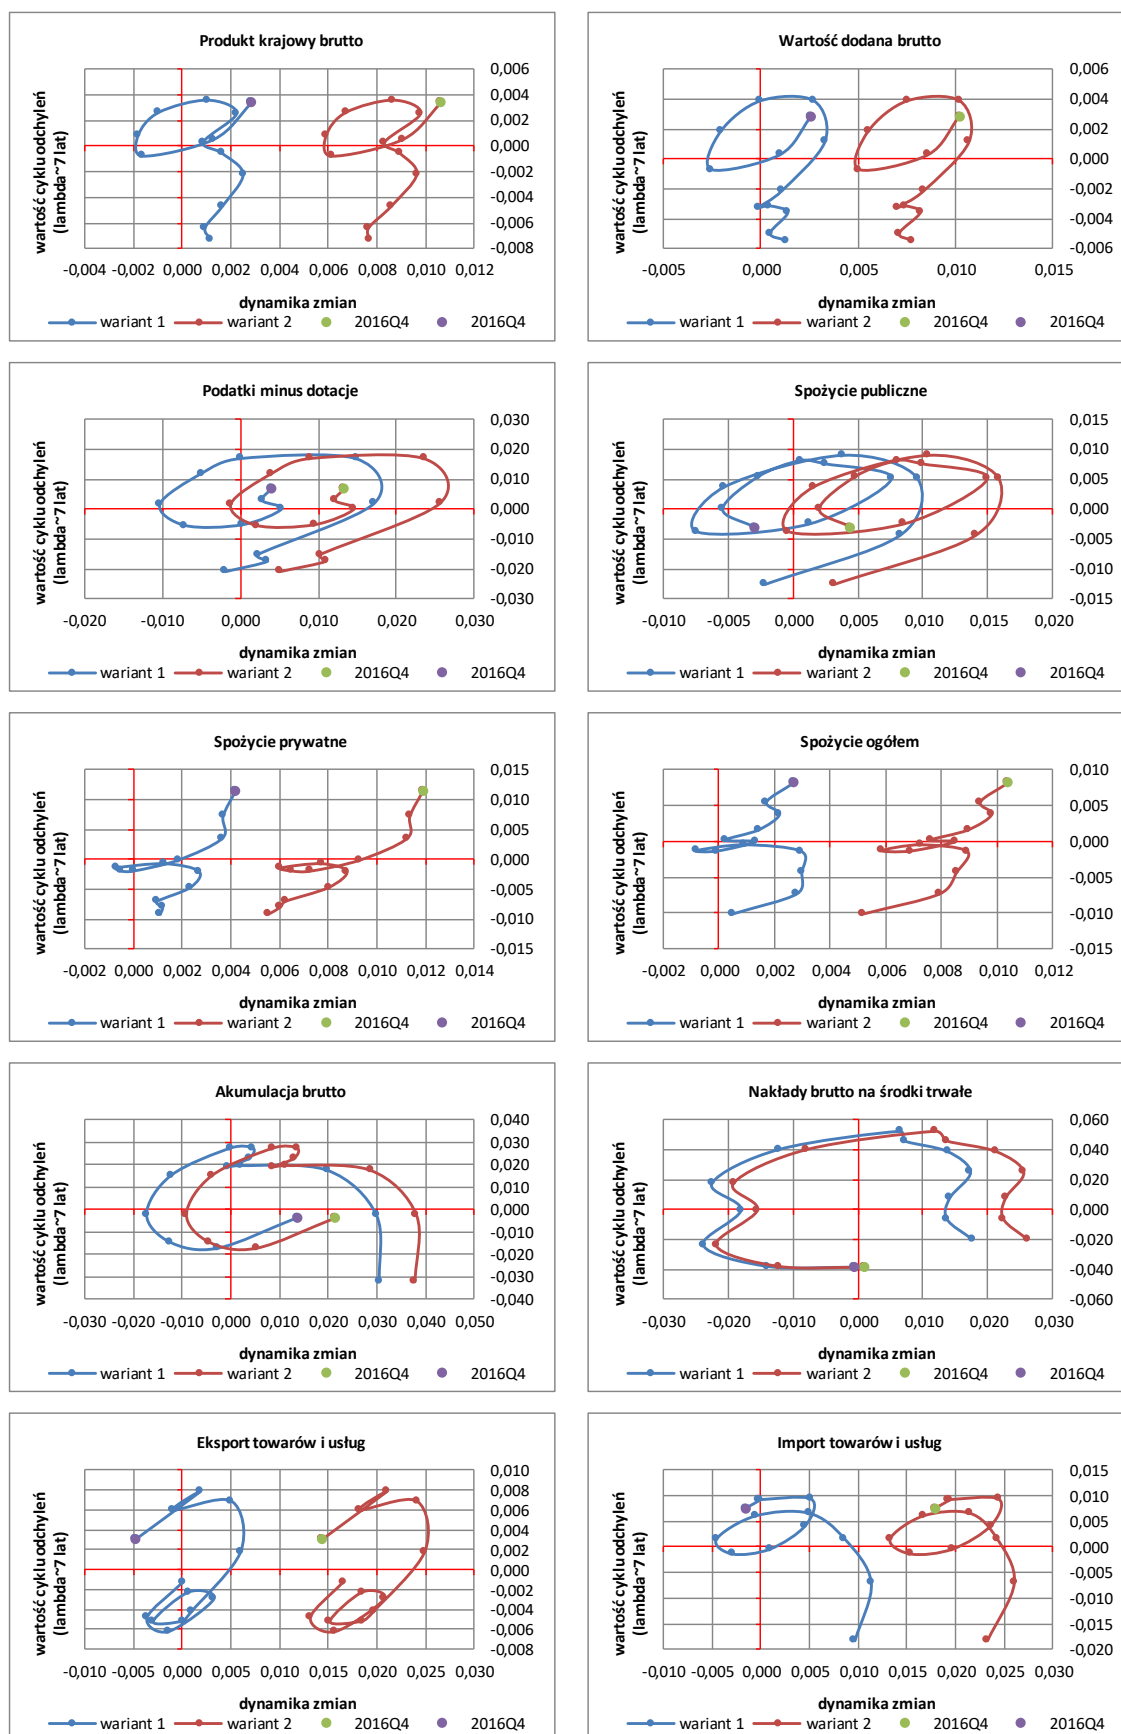 Produkt krajowy brutto
wartość cyklu odchyleń
(lambda~7 lat)
0,006
0,004
0,002
0,000
-0,002
-0,004
-0,006
-0,008
-0,004 -0,002 0,000 0,002 0,004 0,006 0,008 0,010 0,012
dynamika zmian
wariant 1 wariant 2 2016Q4 2016Q4
Wartość dodana brutto
wartość cyklu odchyleń
(lambda~7 lat)
0,006
0,004
0,002
0,000
-0,002
-0,004
-0,006
-0,005 0,000 0,005 0,010 0,015
dynamika zmian
wariant 1 wariant 2 2016Q4 2016Q4
Podatki minus dotacje
wartość cyklu odchyleń
(lambda~7 lat)
0,030
0,020
0,010
0,000
-0,010
-0,020
-0,030
-0,020 -0,010 0,000 0,010 0,020 0,030
dynamika zmian
wariant 1 wariant 2 2016Q4 2016Q4
Spożycie publiczne
wartość cyklu odchyleń
(lambda~7 lat)
0,015
0,010
0,005
0,000
-0,005
-0,010
-0,015
-0,010 -0,005 0,000 0,005 0,010 0,015 0,020
dynamika zmian
wariant 1 wariant 2 2016Q4 2016Q4
Spożycie prywatne
wartość cyklu odchyleń
(lambda~7 lat)
0,015
0,010
0,005
0,000
-0,005
-0,010
-0,015
-0,002 0,000 0,002 0,004 0,006 0,008 0,010 0,012 0,014
dynamika zmian
wariant 1 wariant 2 2016Q4 2016Q4
Spożycie ogółem
wartość cyklu odchyleń
(lambda~7 lat)
0,010
0,005
0,000
-0,005
-0,010
-0,015
-0,002 0,000 0,002 0,004 0,006 0,008 0,010 0,012
dynamika zmian
wariant 1 wariant 2 2016Q4 2016Q4
Akumulacja brutto
wartość cyklu odchyleń
(lambda~7 lat)
0,040
0,030
0,020
0,010
0,000
-0,010
-0,020
-0,030
-0,040
-0,030 -0,020 -0,010 0,000 0,010 0,020 0,030 0,040 0,050
dynamika zmian
wariant 1 wariant 2 2016Q4 2016Q4
Nakłady brutto na środki trwałe
wartość cyklu odchyleń
(lambda~7 lat)
0,060
0,040
0,020
0,000
-0,020
-0,040
-0,060
-0,030 -0,020 -0,010 0,000 0,010 0,020 0,030
dynamika zmian
wariant 1 wariant 2 2016Q4 2016Q4
Eksport towarów i usług
wartość cyklu odchyleń
(lambda~7 lat)
0,010
0,008
0,006
0,004
0,002
0,000
-0,002
-0,004
-0,006
-0,008
-0,010 -0,005 0,000 0,005 0,010 0,015 0,020 0,025 0,030
dynamika zmian
wariant 1 wariant 2 2016Q4 2016Q4
Import towarów i usług
wartość cyklu odchyleń
(lambda~7 lat)
0,015
0,010
0,005
0,000
-0,005
-0,010
-0,015
-0,020
-0,010 -0,005 0,000 0,005 0,010 0,015 0,020 0,025 0,030
dynamika zmian
wariant 1 wariant 2 2016Q4 2016Q4